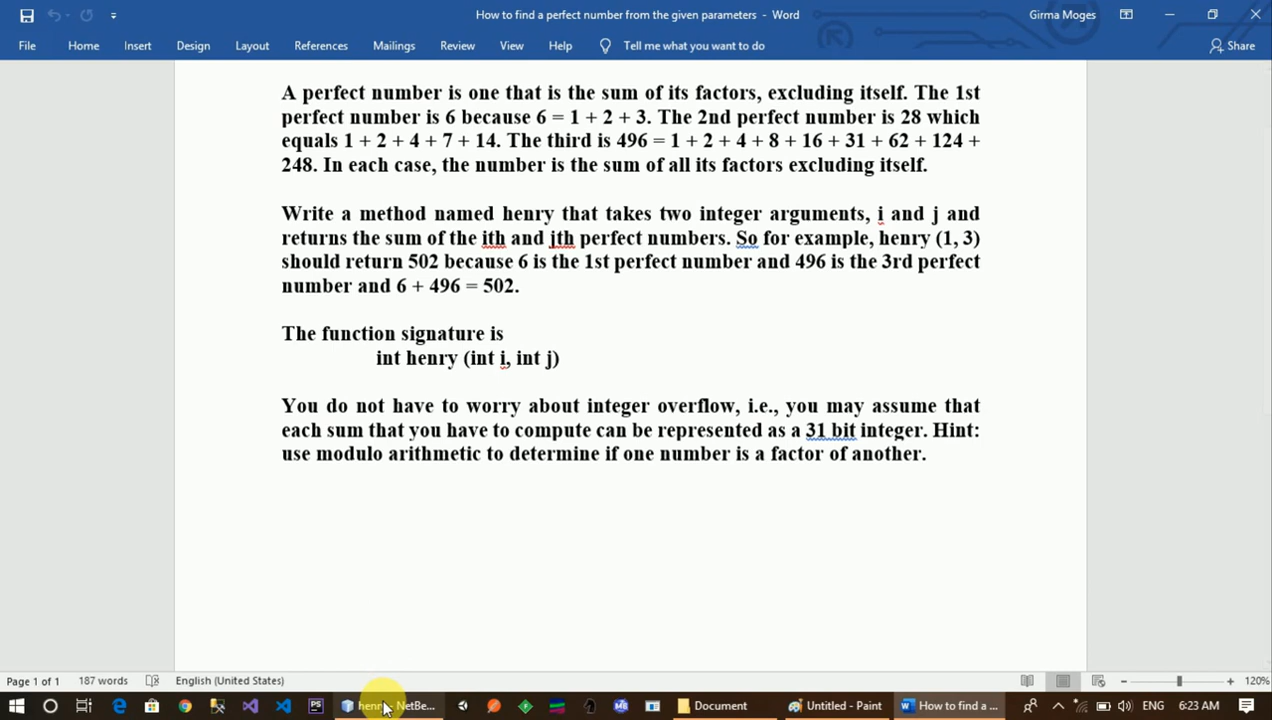 How to find a perfect number from the given parameters - Word
Girma Moges
File Home Insert Design Layout References Mailings Review View Help Tell me what you want to do Share
A perfect number is one that is the sum of its factors, excluding itself. The 1st
perfect number is 6 because 6 = 1 + 2 + 3. The 2nd perfect number is 28 which
equals 1 + 2 + 4 + 7 + 14. The third is 496 = 1 + 2 + 4 + 8 + 16 + 31 + 62 + 124 +
248. In each case, the number is the sum of all its factors excluding itself.
Write a method named henry that takes two integer arguments, i and j and
returns the sum of the ith and jth perfect numbers. So for example, henry (1, 3)
should return 502 because 6 is the 1st perfect number and 496 is the 3rd perfect
number and 6 + 496 = 502.
The function signature is
int henry (int i, int j)
You do not have to worry about integer overflow, i.e., you may assume that
each sum that you have to compute can be represented as a 31 bit integer. Hint:
use modulo arithmetic to determine if one number is a factor of another.
Page 1 of 1 187 words English (United States) 120%
NetBe... Document Untitled - Paint How to find a ... ENG 6:23 AM